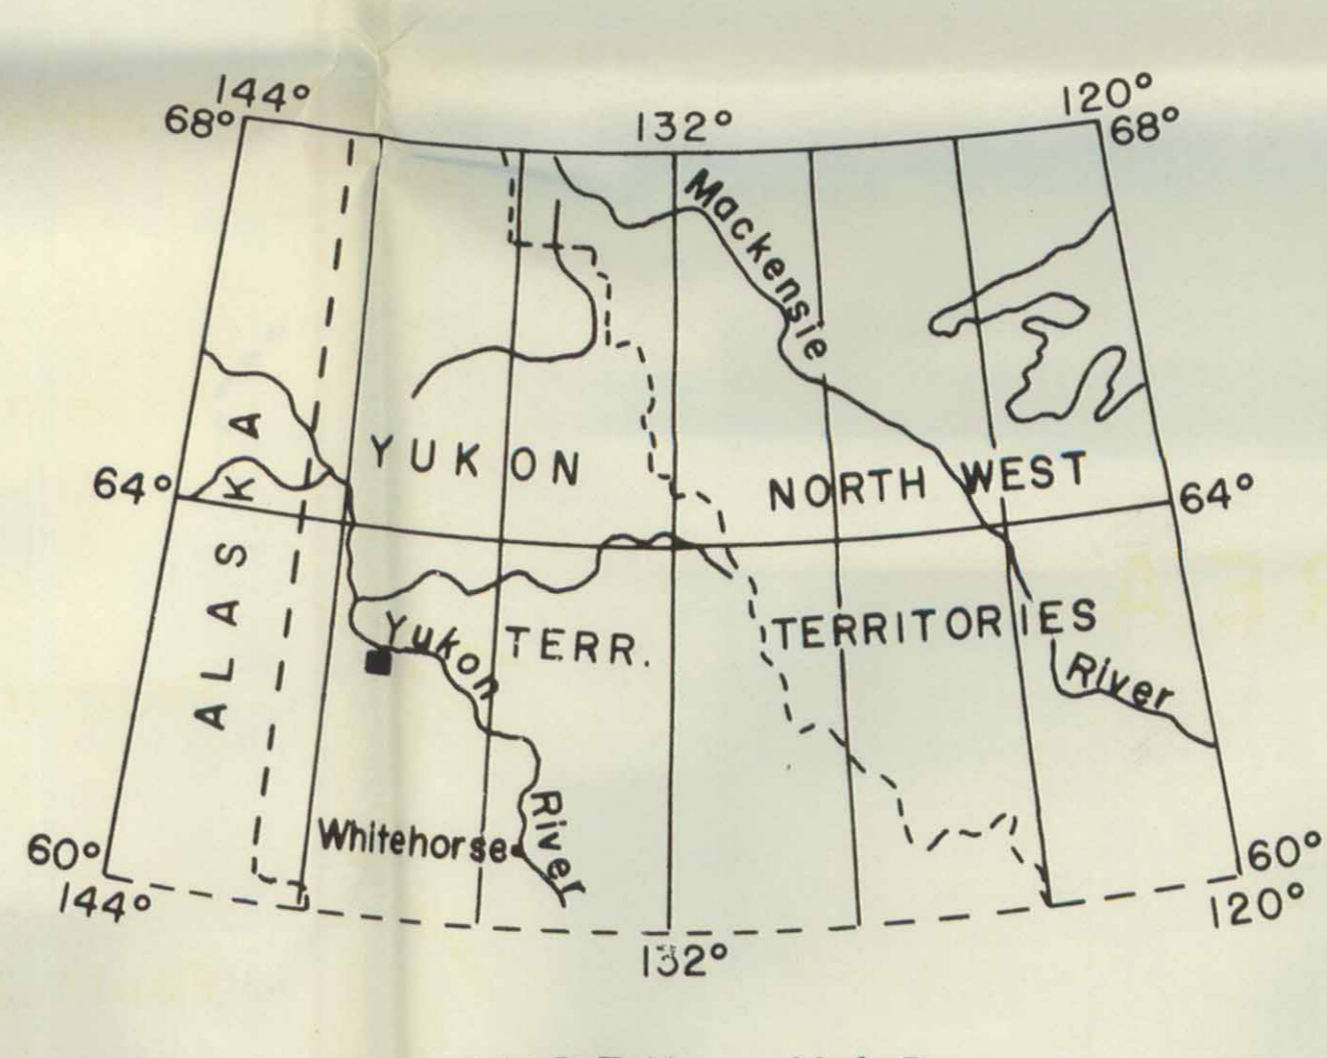 144°
120°
68°
132°
68°
Mackensie
YUKON
NORTH WEST
64°
64°
ALASKA
TERRITORIES
Yukon
TERR.
River
Whitehorse
River
60°
60°
144°
120°
132°